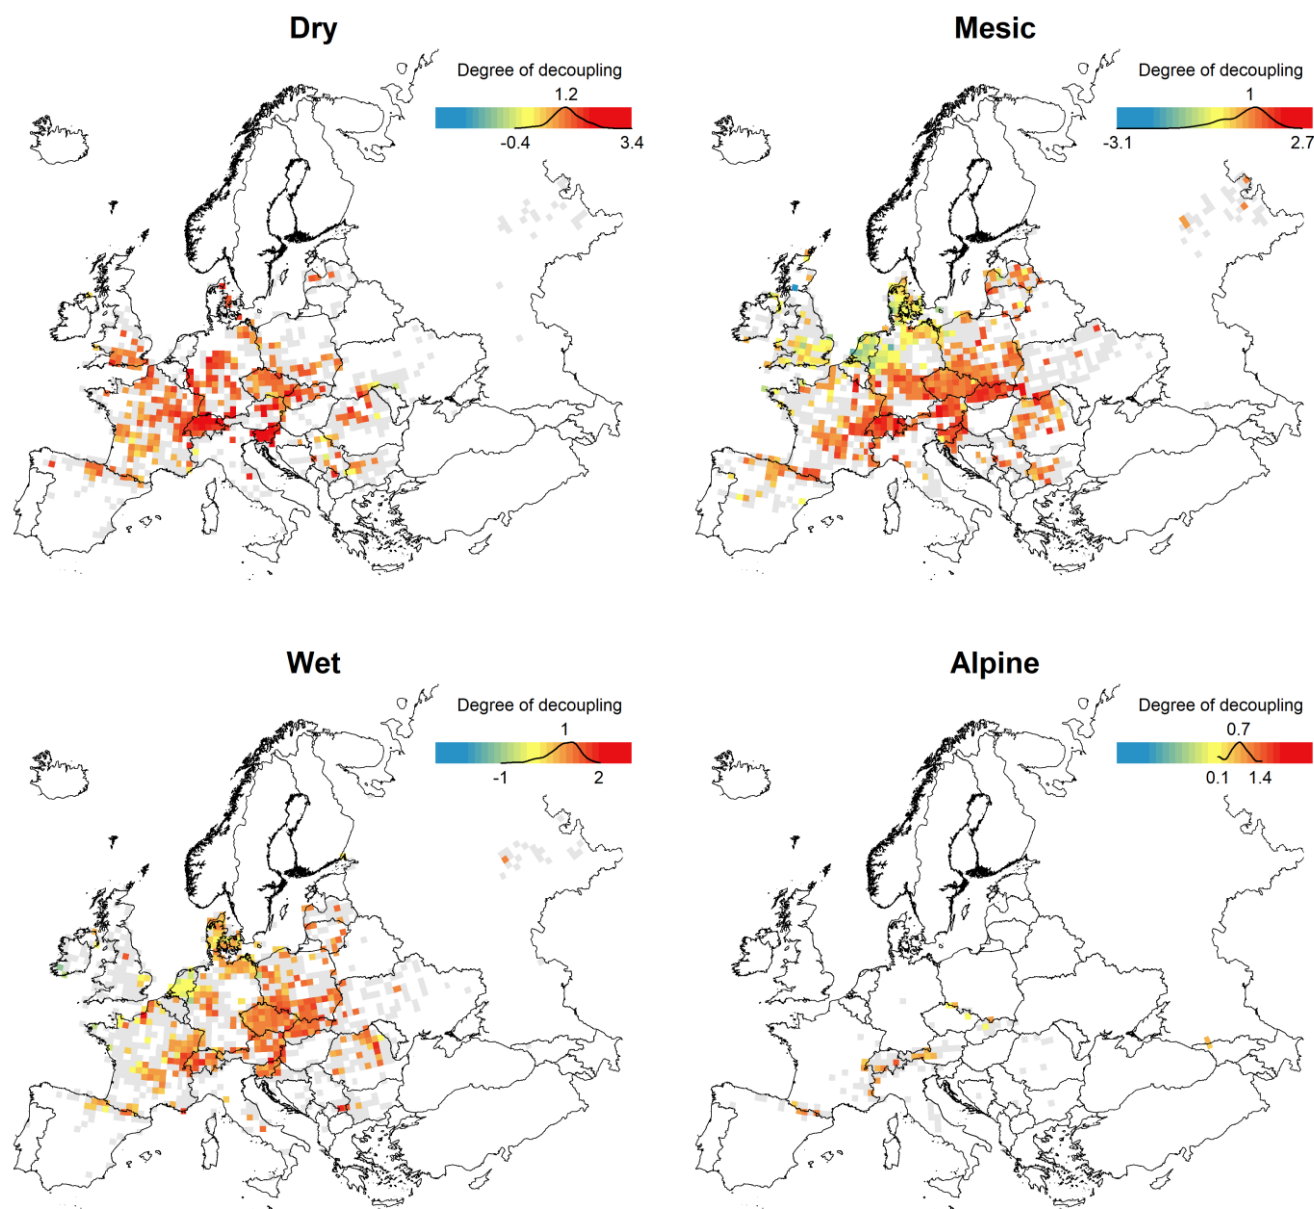 Dry
Degree of decoupling
1.2
-0.4
3.4
Mesic
Degree of decoupling
1
-3.1
2.7
Wet
Degree of decoupling
1
-1
2
Alpine
Degree of decoupling
0.7
0.1
1.4